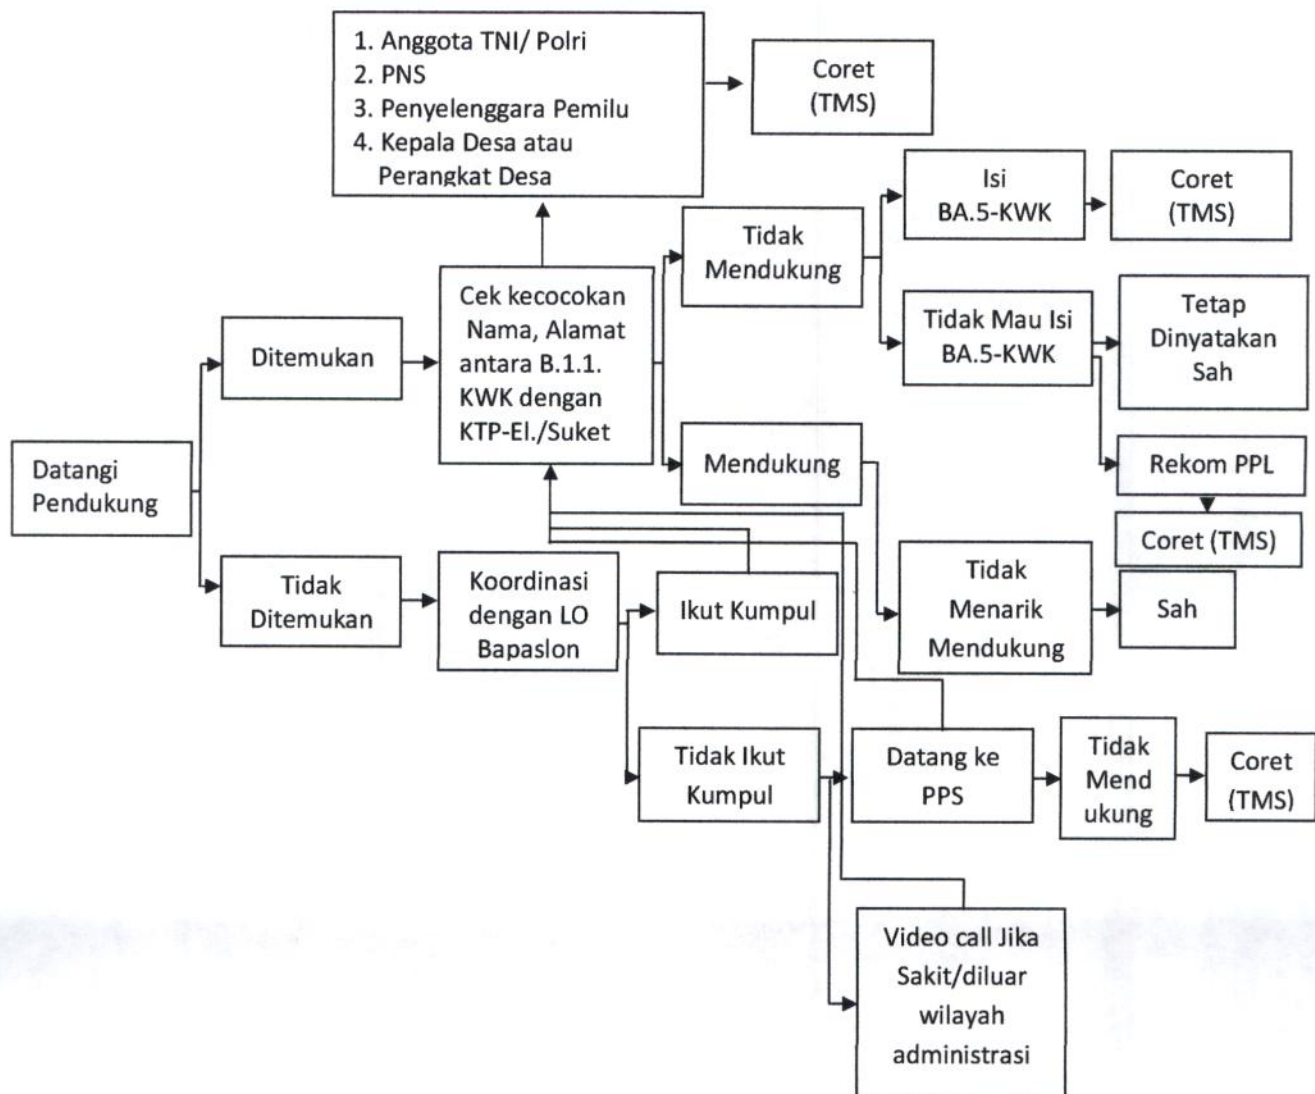 1. Anggota TNI/ Polri
2. PNS
3. Penyelenggara Pemilu
4. Kepala Desa atau
Perangkat Desa
Coret
(TMS)
Isi
BA.5-KWK
Coret
(TMS)
Tidak
Mendukung
Cek kecocokan
Nama, Alamat
antara B.1.1.
KWK dengan
KTP-El./Suket
Tidak Mau Isi
BA.5-KWK
Tetap
Dinyatakan
Sah
Ditemukan
Mendukung
Rekom PPL
Coret (TMS)
Datangi
Pendukung
Tidak
Ditemukan
Koordinasi
dengan LO
Bapaslon
Ikut Kumpul
Tidak
Menarik
Mendukung
Sah
Tidak Ikut
Kumpul
Datang ke
PPS
Tidak
Mend
ukung
Coret
(TMS)
Video call Jika
Sakit/diluar
wilayah
administrasi